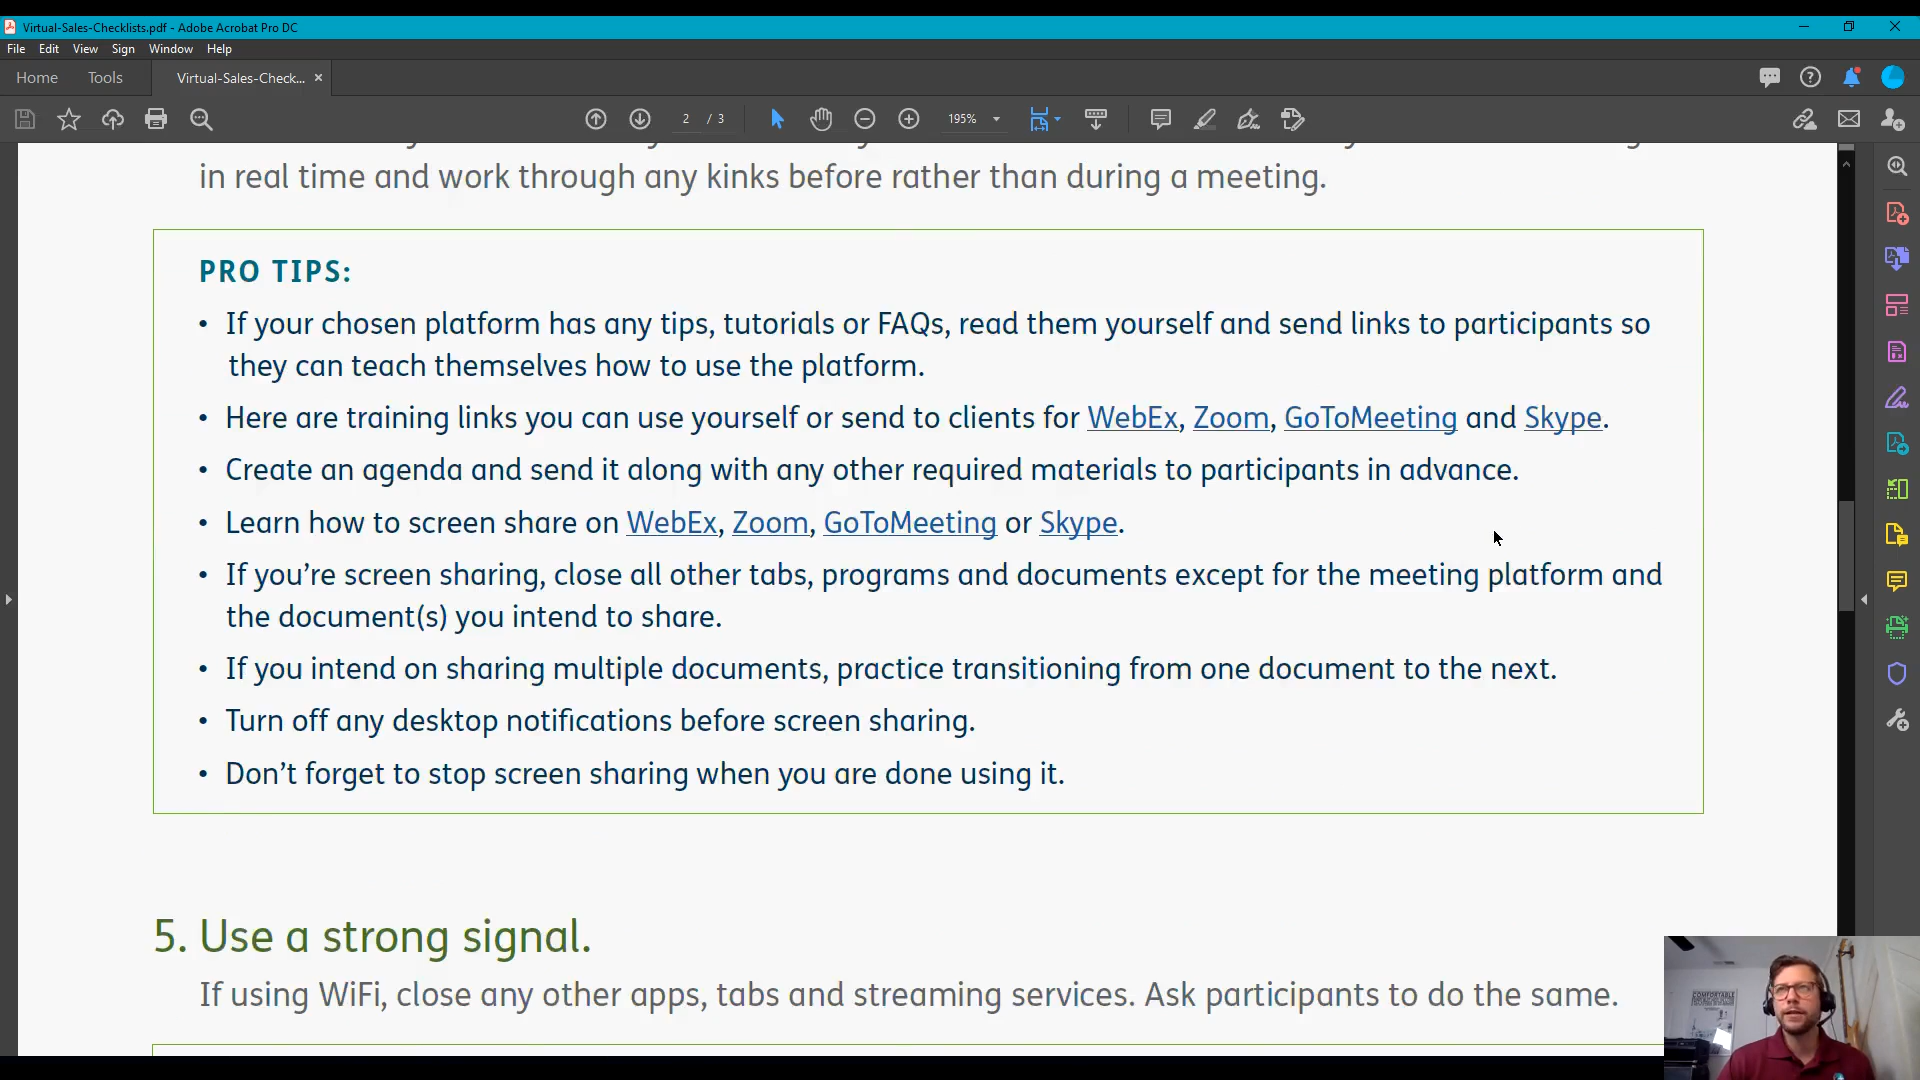 Virtual-Sales-Checklists.pdf - Adobe Acrobat Pro DC
File Edit View Sign Window Help
Home Tools Virtual-Sales-Check... ×
2 / 3 195%
in real time and work through any kinks before rather than during a meeting.
PRO TIPS:
• If your chosen platform has any tips, tutorials or FAQs, read them yourself and send links to participants so
they can teach themselves how to use the platform.
• Here are training links you can use yourself or send to clients for WebEx, Zoom, GoToMeeting and Skype.
• Create an agenda and send it along with any other required materials to participants in advance.
• Learn how to screen share on WebEx, Zoom, GoToMeeting or Skype.
• If you’re screen sharing, close all other tabs, programs and documents except for the meeting platform and
the document(s) you intend to share.
• If you intend on sharing multiple documents, practice transitioning from one document to the next.
• Turn off any desktop notifications before screen sharing.
• Don’t forget to stop screen sharing when you are done using it.
5. Use a strong signal.
If using WiFi, close any other apps, tabs and streaming services. Ask participants to do the same.